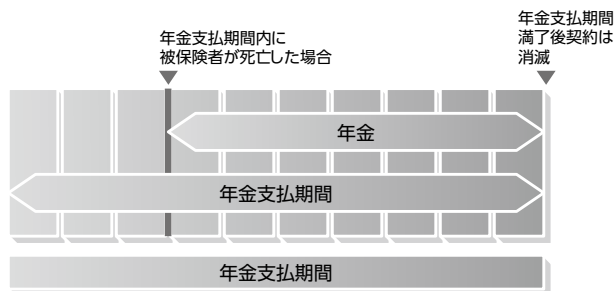 年金支払期間内に
被保険者が死亡した場合
年金支払期間
満了後契約は
消滅
年金
年金支払期間
年金支払期間